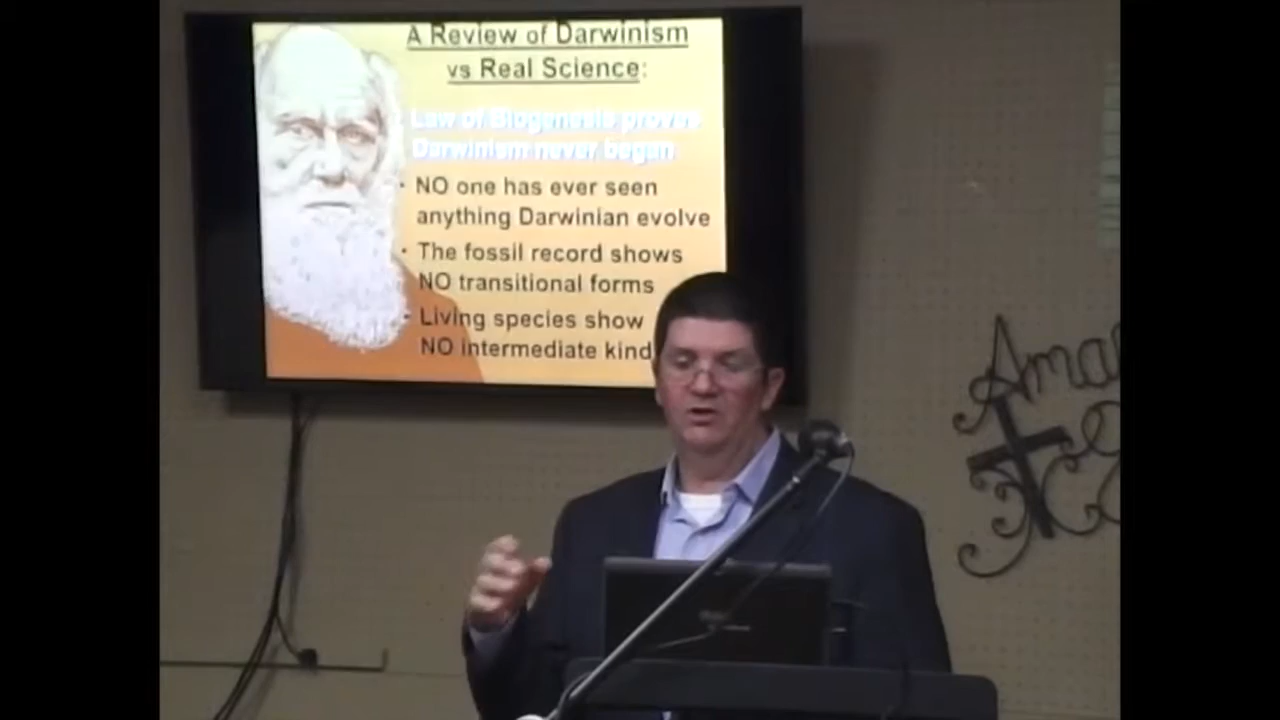 A Review of Darwinism
vs Real Science:
Law of Biogenesis proves
Darwinism never began
• NO one has ever seen
anything Darwinian evolve
• The fossil record shows
NO transitional forms
• Living species show
NO intermediate kind
Ama
G